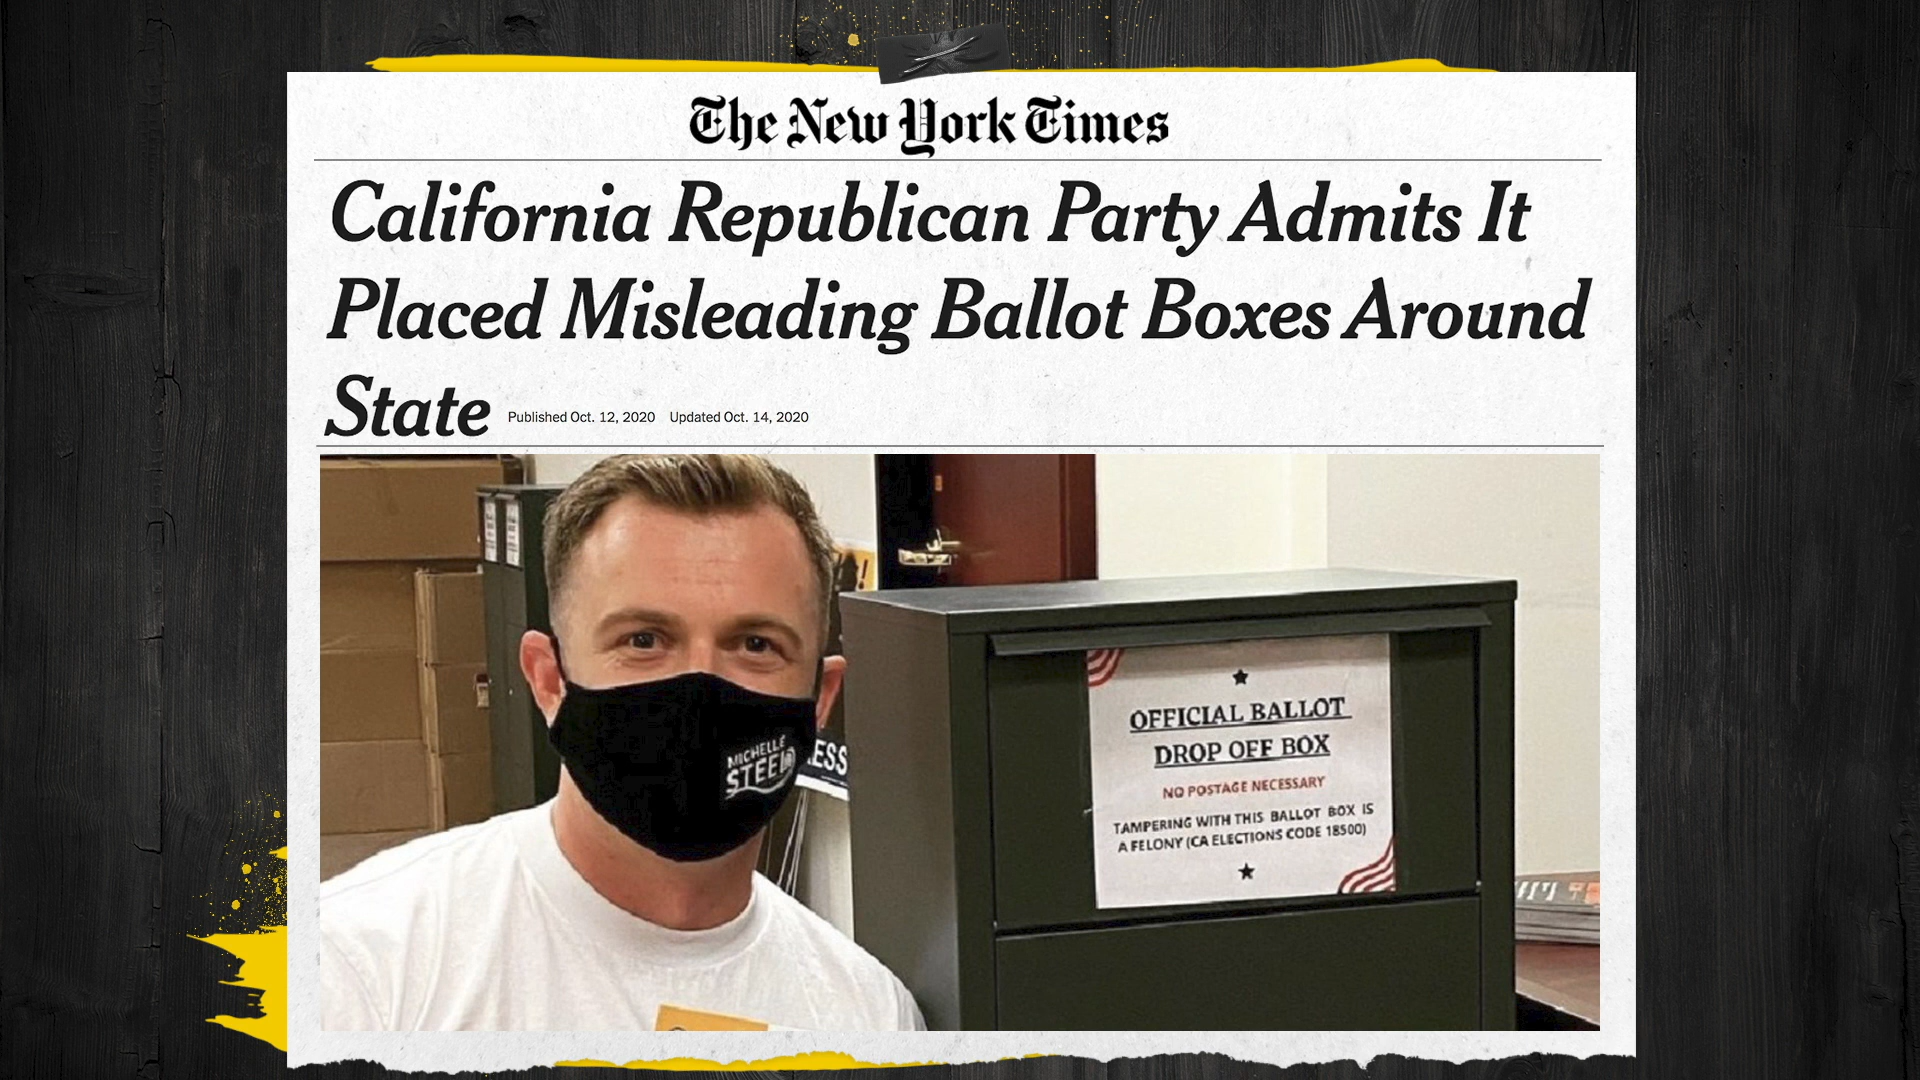 The New York Times
California Republican Party Admits It
Placed Misleading Ballot Boxes Around
State Published Oct. 12, 2020 Updated Oct. 14, 2020
OFFICIAL BALLOT
DROP OFF BOX
NO POSTAGE NECESSARY
TAMPERING WITH THIS BALLOT BOX IS
A FELONY (CA ELECTIONS CODE 18500)
MICHELLE
STEEL
ESS